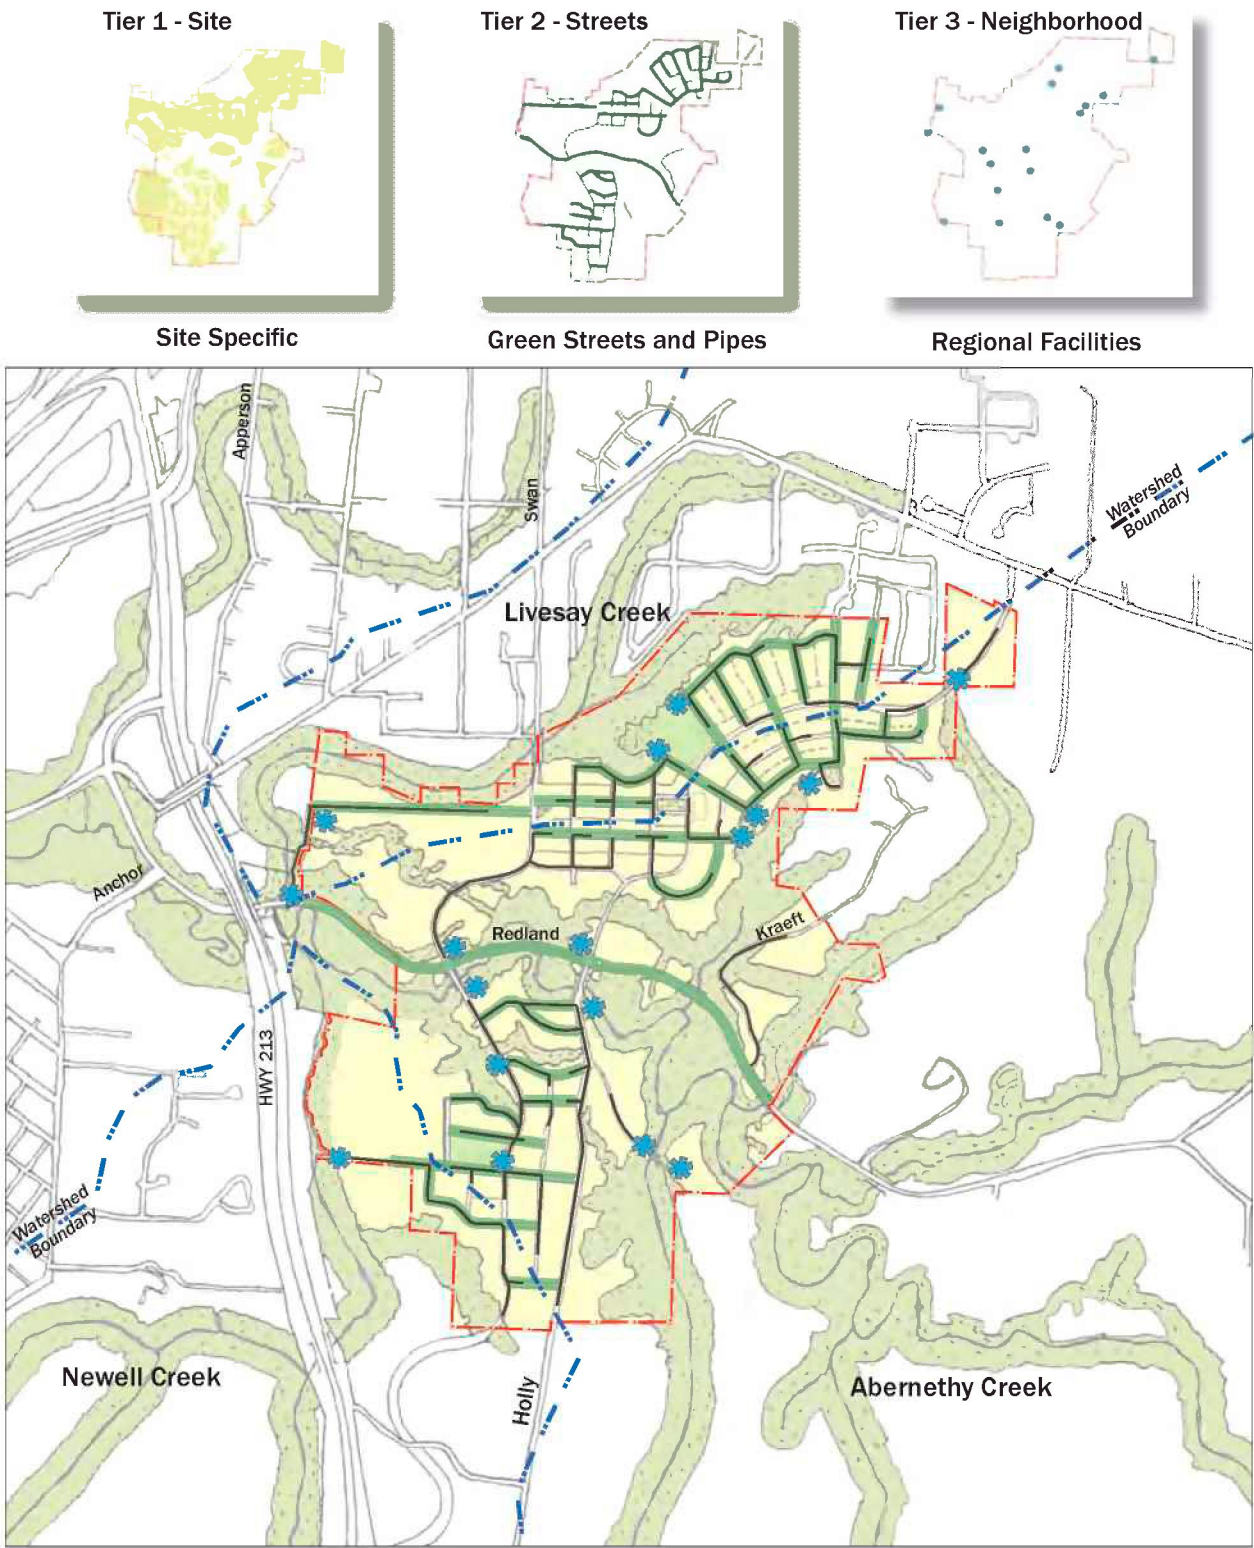 Tier 1 - Site
Tier 2 - Streets
Tier 3 - Neighborhood
Site Specific
Green Streets and Pipes
Regional Facilities
Apperson
Swan
Watershed
Boundary
Livesay Creek
Anchor
Redland
Kraeft
HWY 213
Watershed
Boundary
Newell Creek
Holly
Abernethy Creek